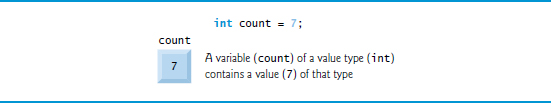 int count = 7;
count
7
A variable (count) of a value type (int)
contains a value (7) of that type